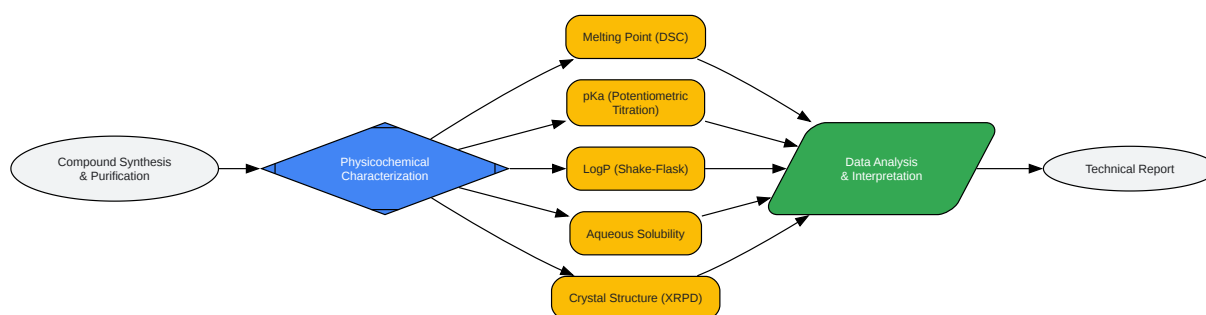 Compound Synthesis
& Purification
Physicochemical
Characterization
Melting Point (DSC)
pKa (Potentiometric
Titration)
LogP (Shake-Flask)
Aqueous Solubility
Crystal Structure (XRPD)
Data Analysis
& Interpretation
Technical Report